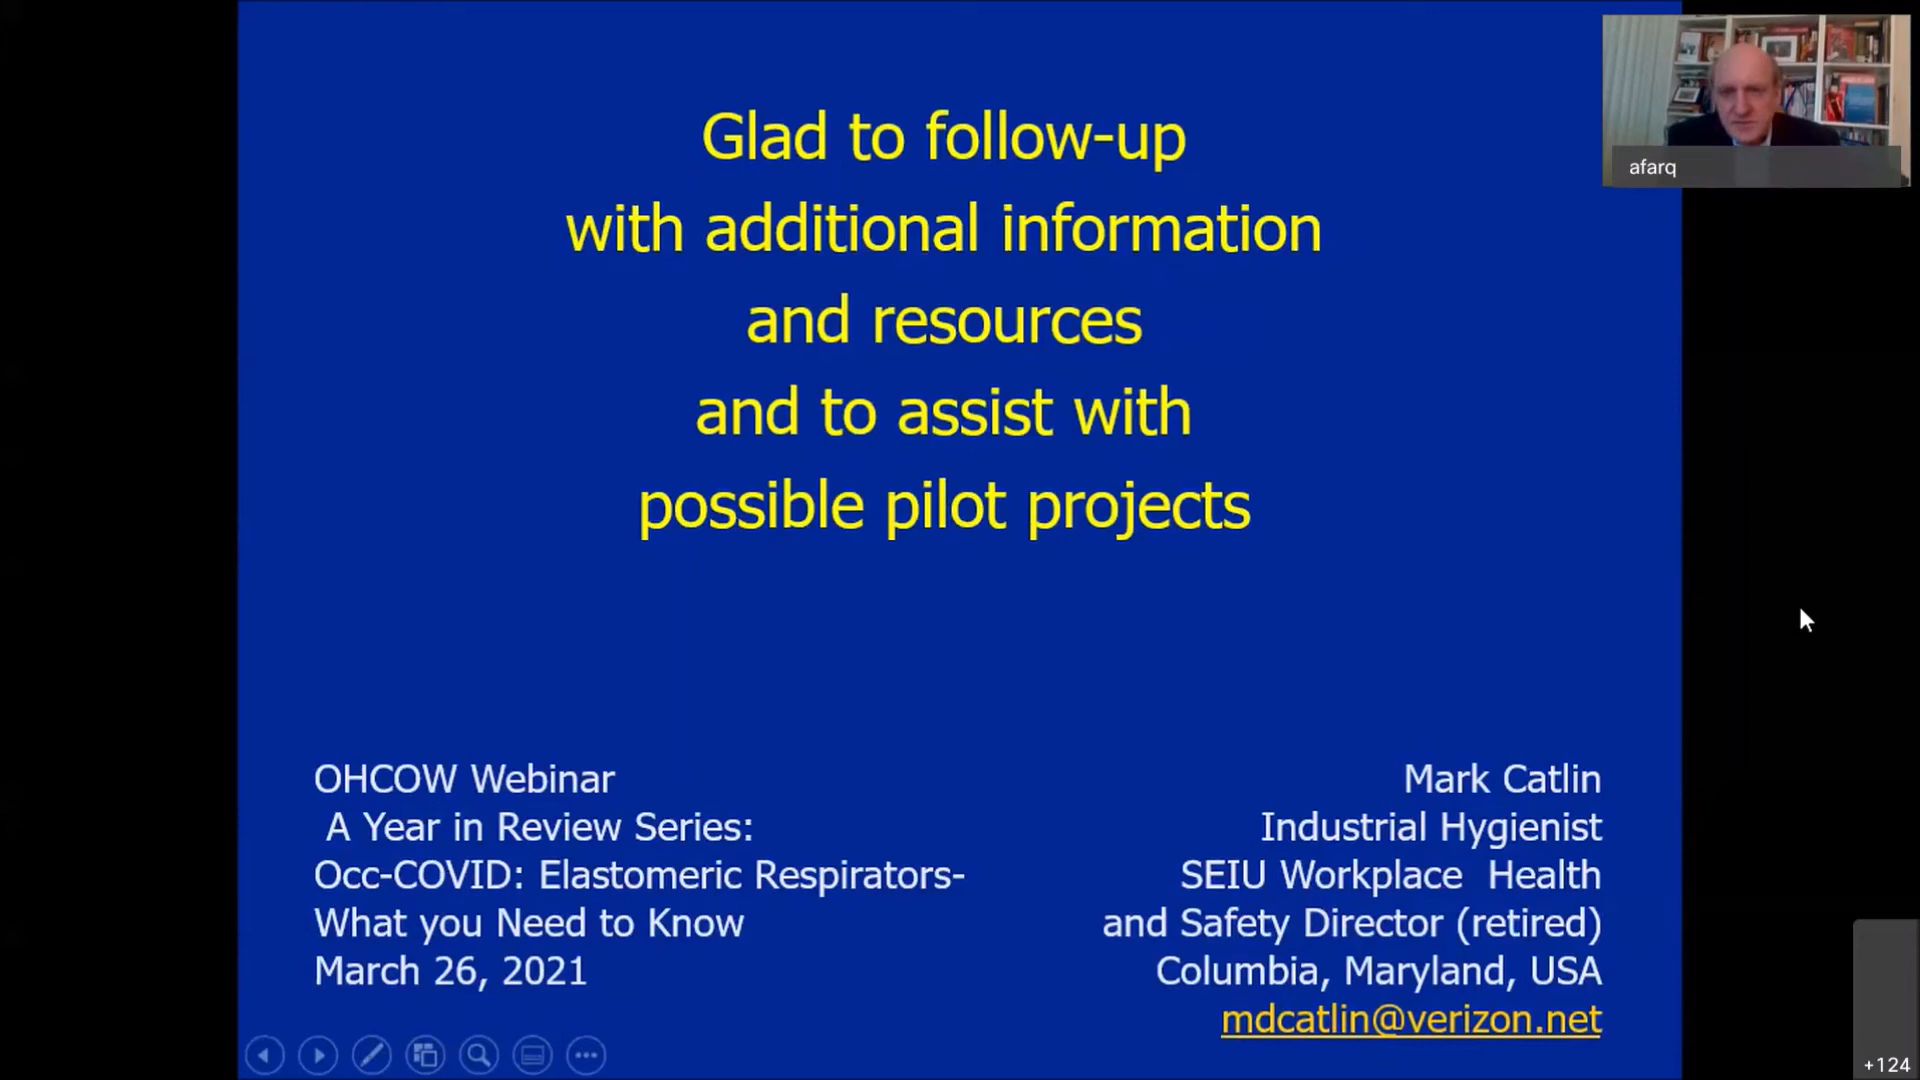 Glad to follow-up
with additional information
and resources
and to assist with
possible pilot projects
OHCOW Webinar
A Year in Review Series:
Occ-COVID: Elastomeric Respirators-
What you Need to Know
March 26, 2021
Mark Catlin
Industrial Hygienist
SEIU Workplace  Health
and Safety Director (retired)
Columbia, Maryland, USA
mdcatlin@verizon.net
afarq
+124